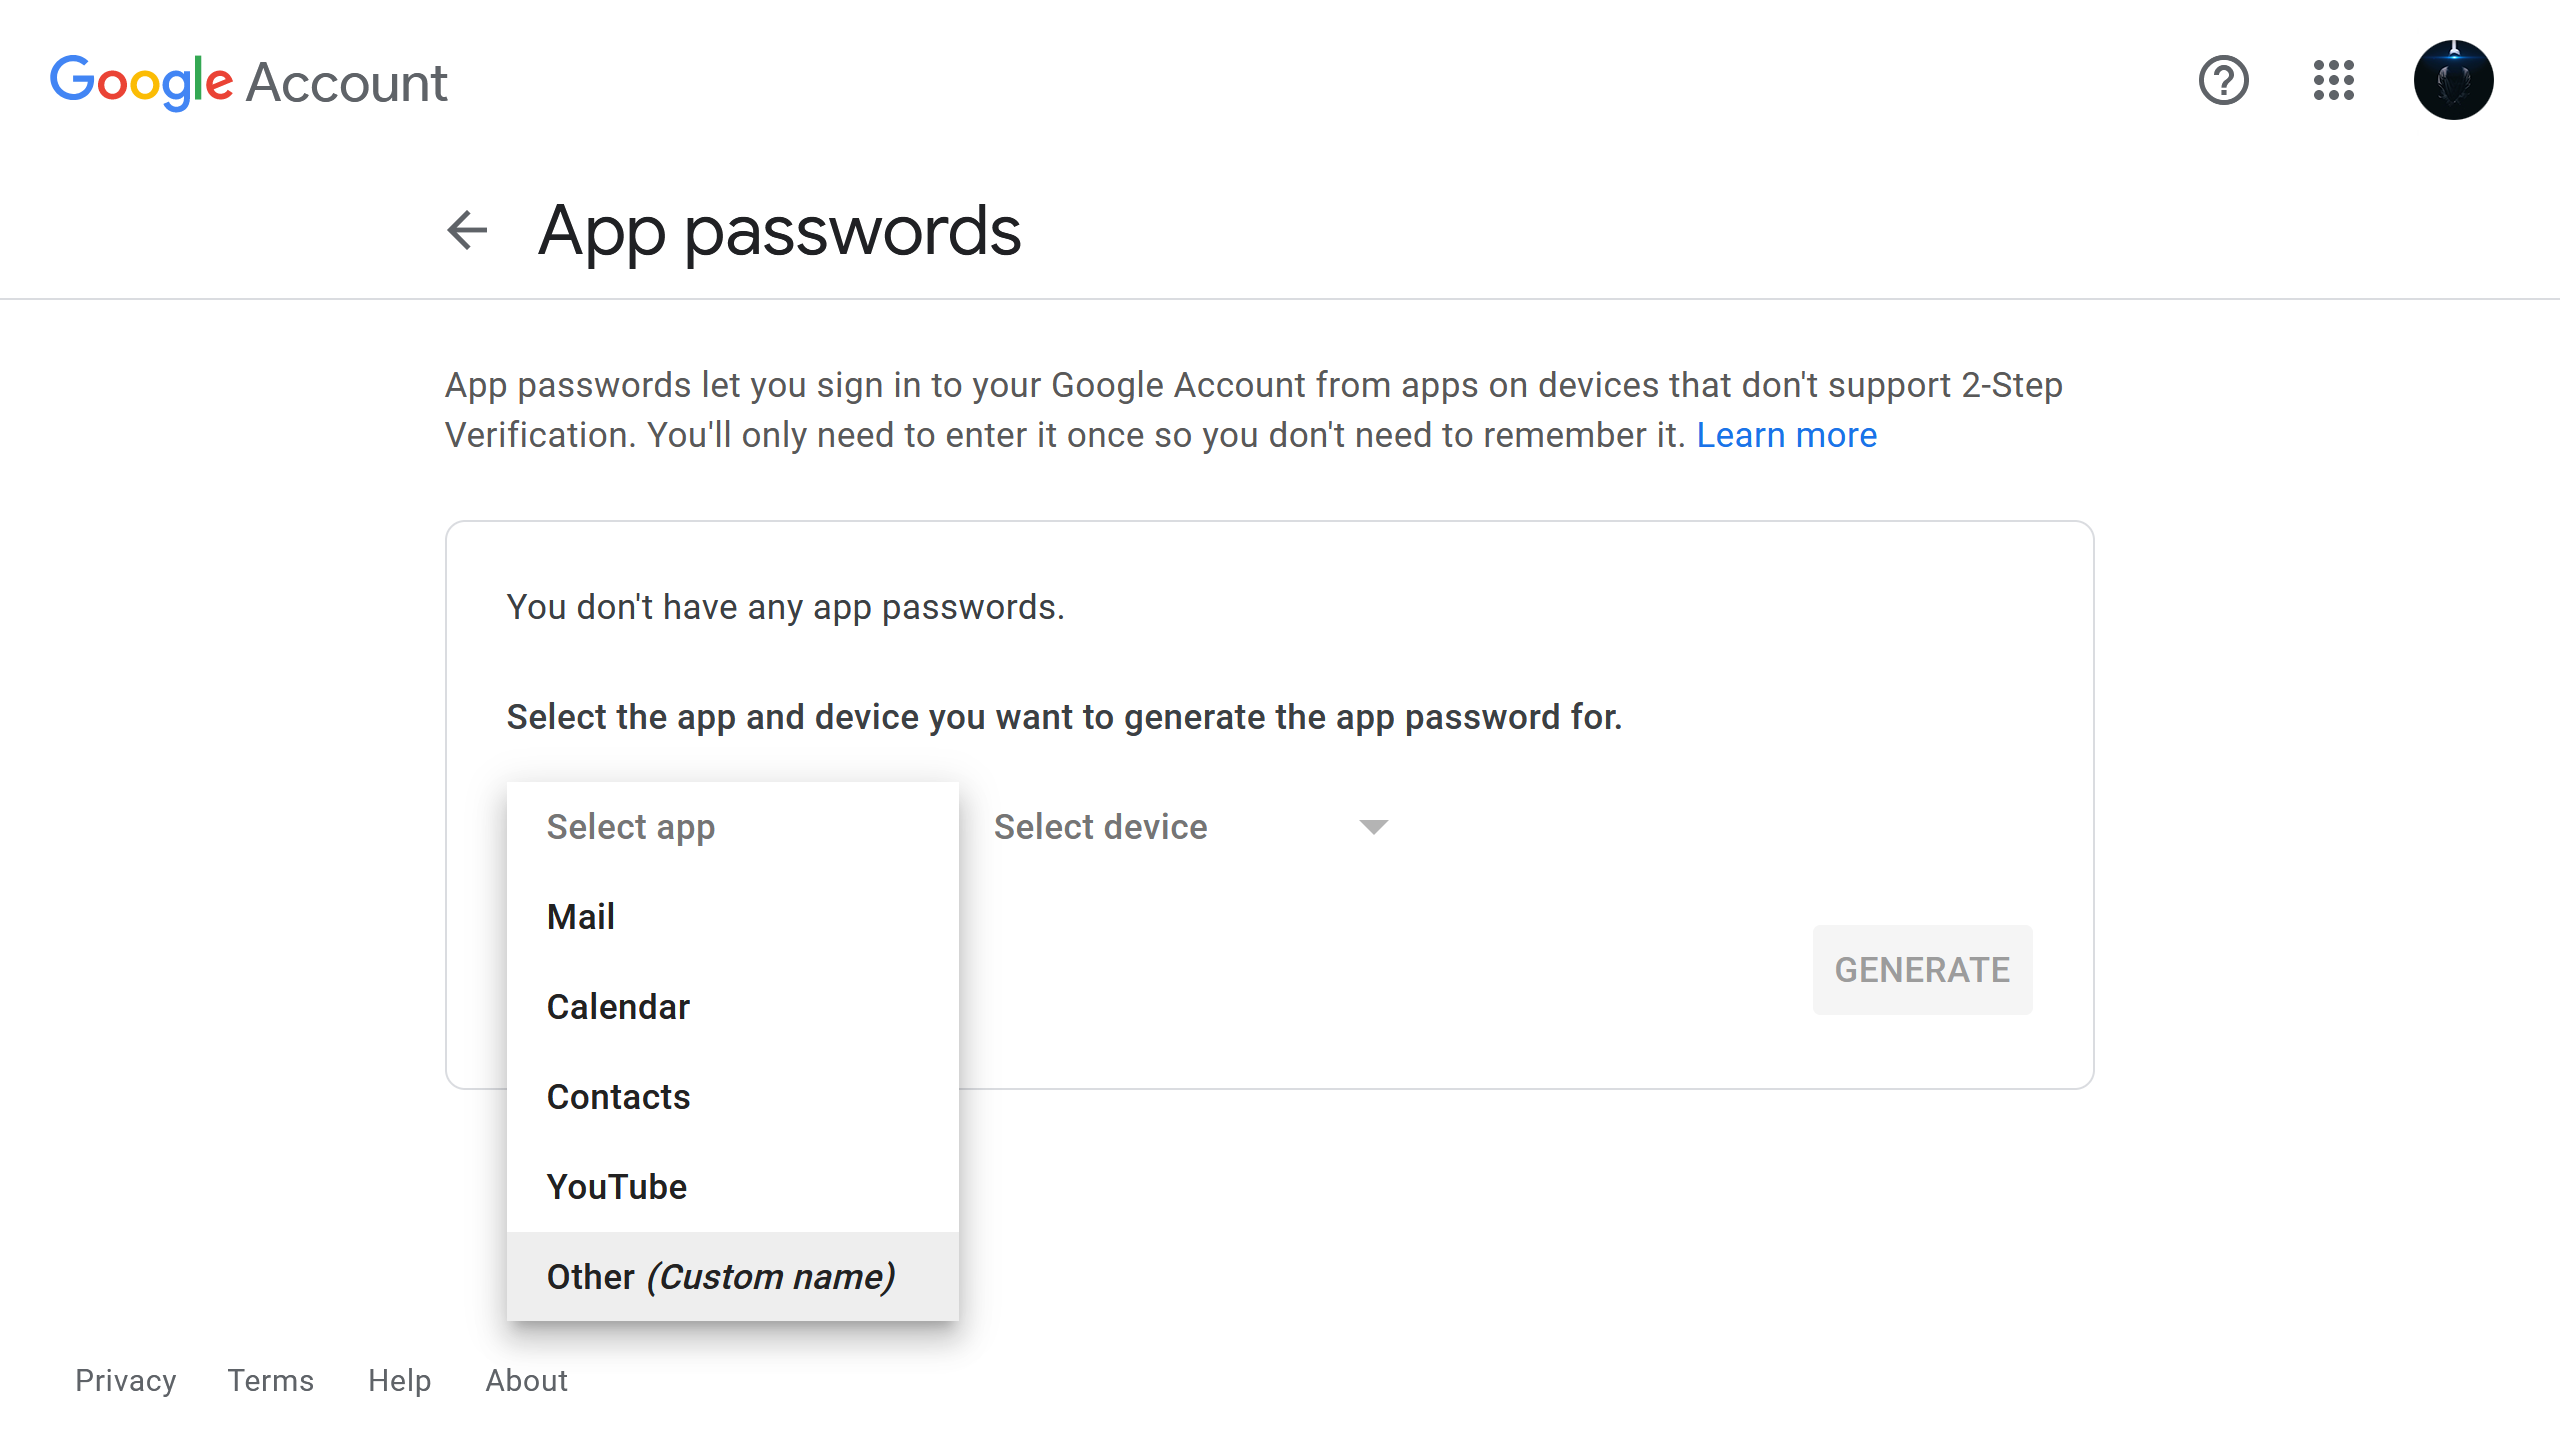 Google Account
App passwords
App passwords let you sign in to your Google Account from apps on devices that don't support 2-Step
Verification. You'll only need to enter it once so you don't need to remember it. Learn more
You don't have any app passwords.
Select the app and device you want to generate the app password for.
Select app
Select device
Mail
Calendar
Contacts
YouTube
Other (Custom name)
GENERATE
Privacy
Terms
Help
About